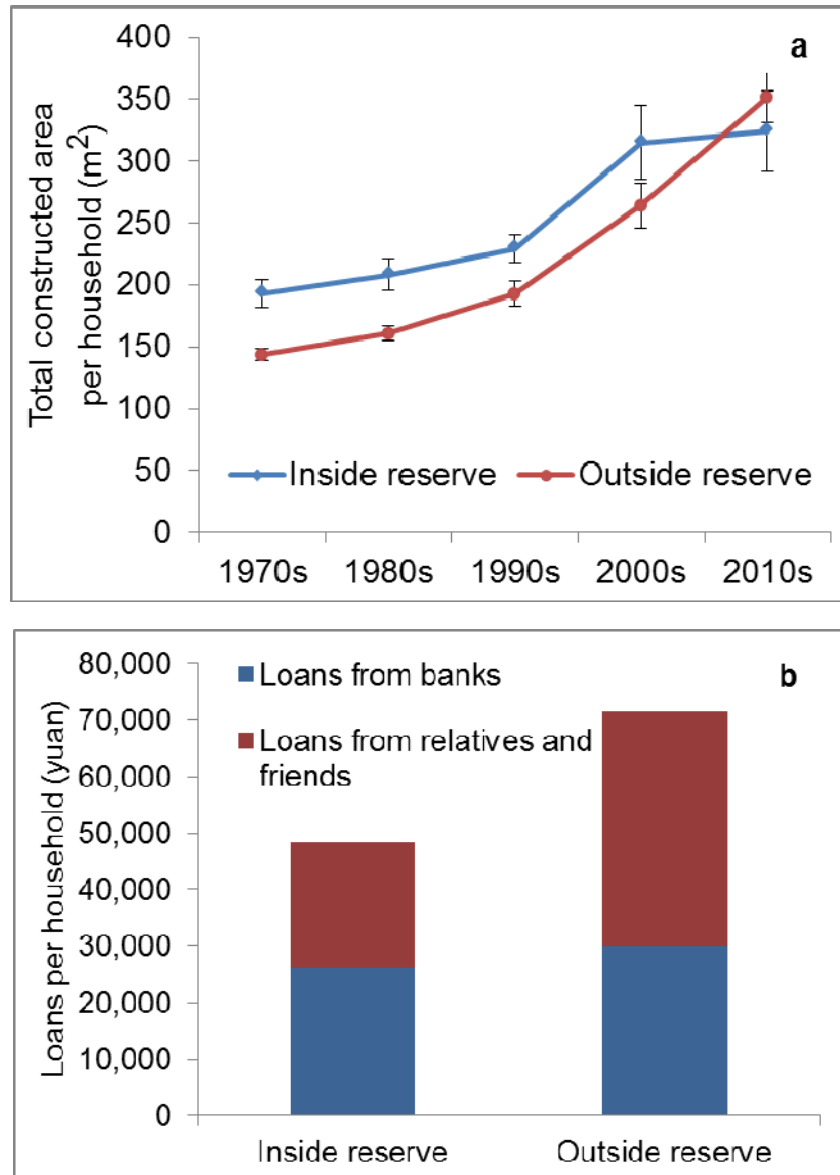 a
Total constructed area
per household (m²)
400
350
300
250
200
150
100
50
0
Inside reserve
Outside reserve
1970s 1980s 1990s 2000s 2010s
b
Loans per household (yuan)
80,000
70,000
60,000
50,000
40,000
30,000
20,000
10,000
0
Loans from banks
Loans from relatives and
friends
Inside reserve Outside reserve